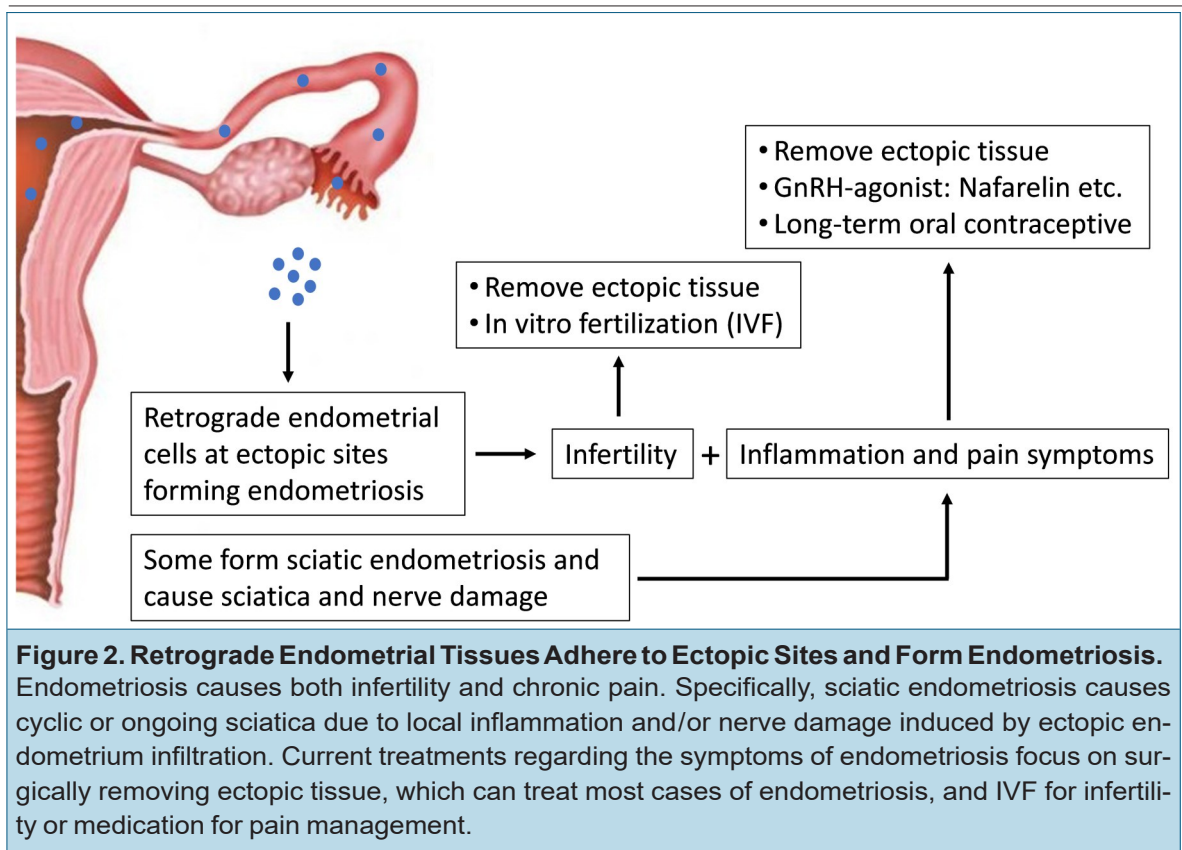 • Remove ectopic tissue
• GnRH-agonist: Nafarelin etc.
• Long-term oral contraceptive
• Remove ectopic tissue
• In vitro fertilization (IVF)
Retrograde endometrial
cells at ectopic sites
forming endometriosis
Infertility + Inflammation and pain symptoms
Some form sciatic endometriosis and
cause sciatica and nerve damage
Figure 2. Retrograde Endometrial Tissues Adhere to Ectopic Sites and Form Endometriosis.
Endometriosis causes both infertility and chronic pain. Specifically, sciatic endometriosis causes
cyclic or ongoing sciatica due to local inflammation and/or nerve damage induced by ectopic en-
dometrium infiltration. Current treatments regarding the symptoms of endometriosis focus on sur-
gically removing ectopic tissue, which can treat most cases of endometriosis, and IVF for infertili-
ty or medication for pain management.